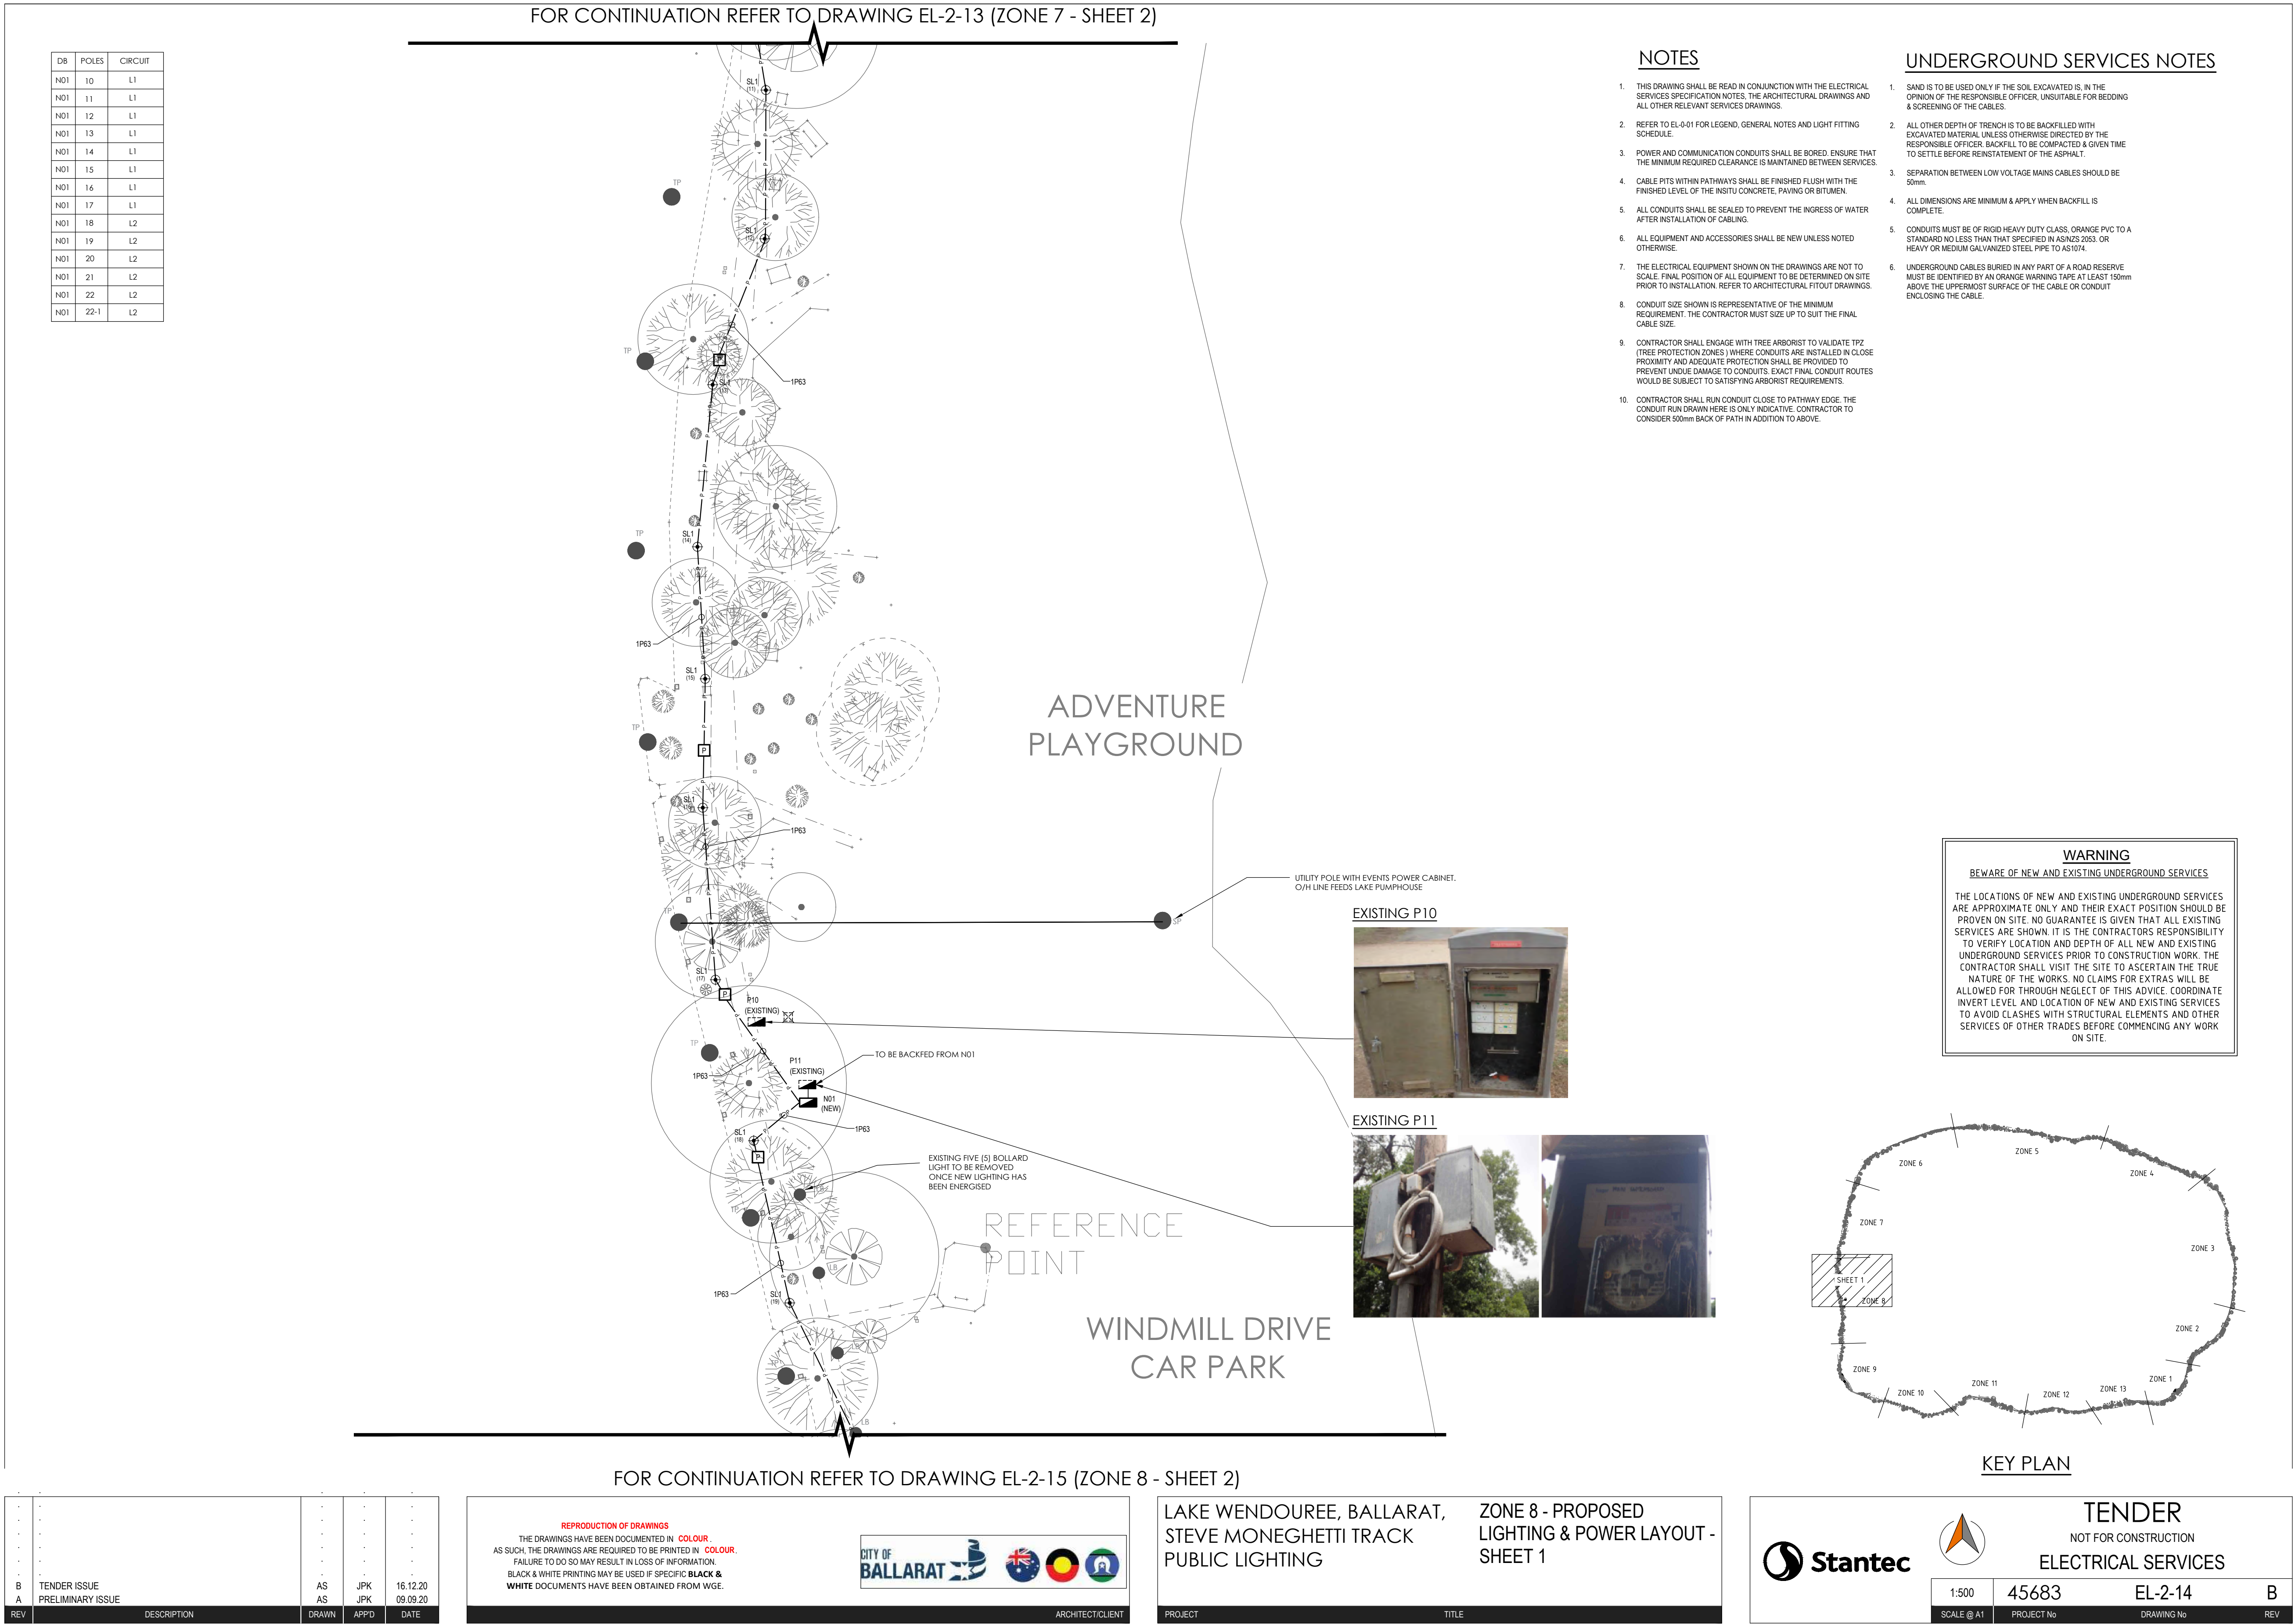 FOR CONTINUATION REFER TO DRAWING EL-2-13 (ZONE 7 - SHEET 2)
DB POLES CIRCUIT
N01 10 L1
N01 11 L1
N01 12 L1
N01 13 L1
N01 14 L1
N01 15 L1
N01 16 L1
N01 17 L1
N01 18 L2
N01 19 L2
N01 20 L2
N01 21 L2
N01 22 L2
N01 22-1 L2
NOTES
1. THIS DRAWING SHALL BE READ IN CONJUNCTION WITH THE ELECTRICAL
SERVICES SPECIFICATION NOTES, THE ARCHITECTURAL DRAWINGS AND
ALL OTHER RELEVANT SERVICES DRAWINGS.
2. REFER TO EL-0-01 FOR LEGEND, GENERAL NOTES AND LIGHT FITTING
SCHEDULE.
3. POWER AND COMMUNICATION CONDUITS SHALL BE BORED. ENSURE THAT
THE MINIMUM REQUIRED CLEARANCE IS MAINTAINED BETWEEN SERVICES.
4. CABLE PITS WITHIN PATHWAYS SHALL BE FINISHED FLUSH WITH THE
FINISHED LEVEL OF THE INSITU CONCRETE, PAVING OR BITUMEN.
5. ALL CONDUITS SHALL BE SEALED TO PREVENT THE INGRESS OF WATER
AFTER INSTALLATION OF CABLING.
6. ALL EQUIPMENT AND ACCESSORIES SHALL BE NEW UNLESS NOTED
OTHERWISE.
7. THE ELECTRICAL EQUIPMENT SHOWN ON THE DRAWINGS ARE NOT TO
SCALE. FINAL POSITION OF ALL EQUIPMENT TO BE DETERMINED ON SITE
PRIOR TO INSTALLATION. REFER TO ARCHITECTURAL FITOUT DRAWINGS.
8. CONDUIT SIZE SHOWN IS REPRESENTATIVE OF THE MINIMUM
REQUIREMENT. THE CONTRACTOR MUST SIZE UP TO SUIT THE FINAL
CABLE SIZE.
9. CONTRACTOR SHALL ENGAGE WITH TREE ARBORIST TO VALIDATE TPZ
(TREE PROTECTION ZONES ) WHERE CONDUITS ARE INSTALLED IN CLOSE
PROXIMITY AND ADEQUATE PROTECTION SHALL BE PROVIDED TO
PREVENT UNDUE DAMAGE TO CONDUITS. EXACT FINAL CONDUIT ROUTES
WOULD BE SUBJECT TO SATISFYING ARBORIST REQUIREMENTS.
10. CONTRACTOR SHALL RUN CONDUIT CLOSE TO PATHWAY EDGE. THE
CONDUIT RUN DRAWN HERE IS ONLY INDICATIVE. CONTRACTOR TO
CONSIDER 500mm BACK OF PATH IN ADDITION TO ABOVE.
UNDERGROUND SERVICES NOTES
1. SAND IS TO BE USED ONLY IF THE SOIL EXCAVATED IS, IN THE
OPINION OF THE RESPONSIBLE OFFICER, UNSUITABLE FOR BEDDING
& SCREENING OF THE CABLES.
2. ALL OTHER DEPTH OF TRENCH IS TO BE BACKFILLED WITH
EXCAVATED MATERIAL UNLESS OTHERWISE DIRECTED BY THE
RESPONSIBLE OFFICER. BACKFILL TO BE COMPACTED & GIVEN TIME
TO SETTLE BEFORE REINSTATEMENT OF THE ASPHALT.
3. SEPARATION BETWEEN LOW VOLTAGE MAINS CABLES SHOULD BE
50mm.
4. ALL DIMENSIONS ARE MINIMUM & APPLY WHEN BACKFILL IS
COMPLETE.
5. CONDUITS MUST BE OF RIGID HEAVY DUTY CLASS, ORANGE PVC TO A
STANDARD NO LESS THAN THAT SPECIFIED IN AS/NZS 2053. OR
HEAVY OR MEDIUM GALVANIZED STEEL PIPE TO AS1074.
6. UNDERGROUND CABLES BURIED IN ANY PART OF A ROAD RESERVE
MUST BE IDENTIFIED BY AN ORANGE WARNING TAPE AT LEAST 150mm
ABOVE THE UPPERMOST SURFACE OF THE CABLE OR CONDUIT
ENCLOSING THE CABLE.
SL1
(11)
TP
SL1
(12)
TP
P
SL1
(13)
1P63
TP
SL1
(14)
1P63
SL1
(15)
TP
P
SL1
(16)
1P63
ADVENTURE
PLAYGROUND
UTILITY POLE WITH EVENTS POWER CABINET.
O/H LINE FEEDS LAKE PUMPHOUSE
TP
SL1
(17)
P
P10
(EXISTING)
TP
1P63
P11
(EXISTING)
TO BE BACKFED FROM N01
N01
(NEW)
1P63
SL1
(18)
P
EXISTING FIVE (5) BOLLARD
LIGHT TO BE REMOVED
ONCE NEW LIGHTING HAS
BEEN ENERGISED
TP
REFERENCE
POINT
LB
1P63
SL1
(19)
LB
TP
LB
WINDMILL DRIVE
CAR PARK
EXISTING P10
EXISTING P11
WARNING
BEWARE OF NEW AND EXISTING UNDERGROUND SERVICES
THE LOCATIONS OF NEW AND EXISTING UNDERGROUND SERVICES
ARE APPROXIMATE ONLY AND THEIR EXACT POSITION SHOULD BE
PROVEN ON SITE. NO GUARANTEE IS GIVEN THAT ALL EXISTING
SERVICES ARE SHOWN. IT IS THE CONTRACTORS RESPONSIBILITY
TO VERIFY LOCATION AND DEPTH OF ALL NEW AND EXISTING
UNDERGROUND SERVICES PRIOR TO CONSTRUCTION WORK. THE
CONTRACTOR SHALL VISIT THE SITE TO ASCERTAIN THE TRUE
NATURE OF THE WORKS. NO CLAIMS FOR EXTRAS WILL BE
ALLOWED FOR THROUGH NEGLECT OF THIS ADVICE. COORDINATE
INVERT LEVEL AND LOCATION OF NEW AND EXISTING SERVICES
TO AVOID CLASHES WITH STRUCTURAL ELEMENTS AND OTHER
SERVICES OF OTHER TRADES BEFORE COMMENCING ANY WORK
ON SITE.
ZONE 5
ZONE 6
ZONE 4
ZONE 7
ZONE 3
SHEET 1
ZONE 8
ZONE 2
ZONE 9
ZONE 1
ZONE 11
ZONE 13
ZONE 10
ZONE 12
KEY PLAN
FOR CONTINUATION REFER TO DRAWING EL-2-15 (ZONE 8 - SHEET 2)
B TENDER ISSUE AS JPK 16.12.20
A PRELIMINARY ISSUE AS JPK 09.09.20
REV DESCRIPTION DRAWN APP'D DATE
REPRODUCTION OF DRAWINGS
THE DRAWINGS HAVE BEEN DOCUMENTED IN COLOUR .
AS SUCH, THE DRAWINGS ARE REQUIRED TO BE PRINTED IN COLOUR.
FAILURE TO DO SO MAY RESULT IN LOSS OF INFORMATION.
BLACK & WHITE PRINTING MAY BE USED IF SPECIFIC BLACK &
WHITE DOCUMENTS HAVE BEEN OBTAINED FROM WGE.
CITY OF
BALLARAT
ARCHITECT/CLIENT
LAKE WENDOUREE, BALLARAT,
STEVE MONEGHETTI TRACK
PUBLIC LIGHTING
PROJECT
ZONE 8 - PROPOSED
LIGHTING & POWER LAYOUT -
SHEET 1
TITLE
Stantec
TENDER
NOT FOR CONSTRUCTION
ELECTRICAL SERVICES
1:500 45683 EL-2-14 B
SCALE @ A1 PROJECT No DRAWING No REV